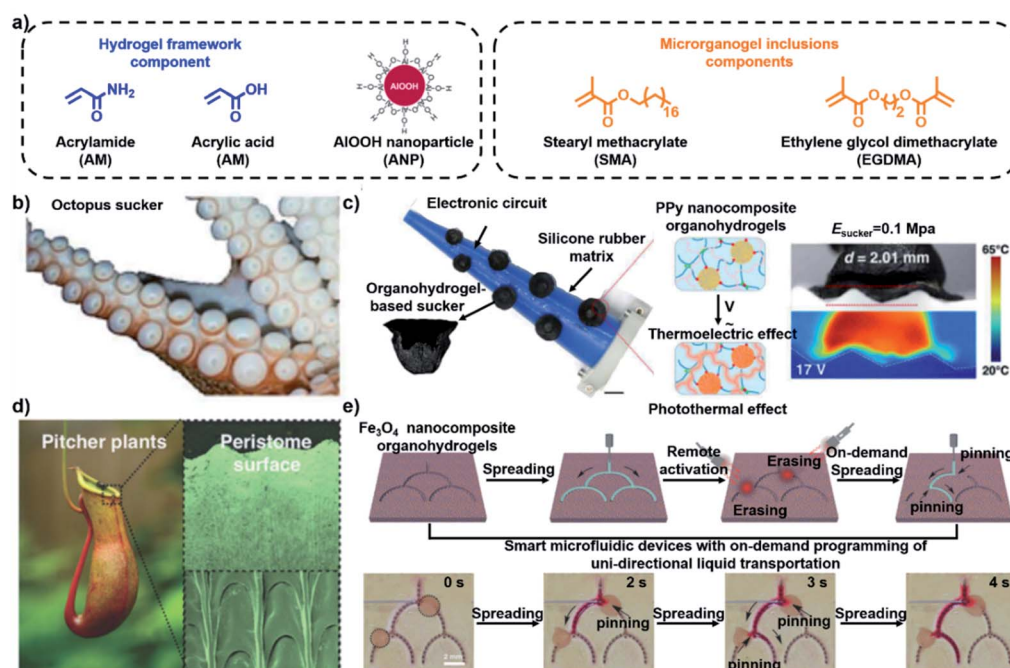 a)
Hydrogel framework
component
NH₂
O
Acrylamide
(AM)
OH
O
Acrylic acid
(AM)
AlOOH
AlOOH nanoparticle
(ANP)
Microrganogel inclusions
components
O
O
16
Stearyl methacrylate
(SMA)
O
O
2
O
O
Ethylene glycol dimethacrylate
(EGDMA)
b)
Octopus sucker
c)
Electronic circuit
Silicone rubber
matrix
Organohydrogel-
based sucker
PPy nanocomposite
organohydrogels
V
~
Thermoelectric effect
Photothermal effect
Esucker=0.1 Mpa
d = 2.01 mm
65°C
17 V
20°C
d)
Pitcher plants
Peristome
surface
e)
Fe₃O₄ nanocomposite
organohydrogels
Spreading
Remote
activation
Erasing
Erasing
On-demand
Spreading
pinning
pinning
Smart microfluidic devices with on-demand programming of
uni-directional liquid transportation
0 s
2 mm
Spreading
2 s
pinning
Spreading
3 s
pinning
pinning
Spreading
4 s